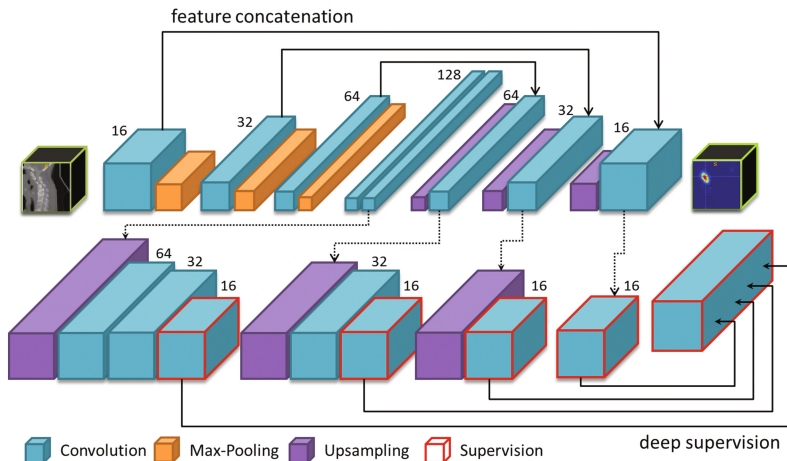 feature concatenation
16
32
64
128
64
32
16
64
32
16
32
16
16
16
deep supervision
Convolution
Max-Pooling
Upsampling
Supervision